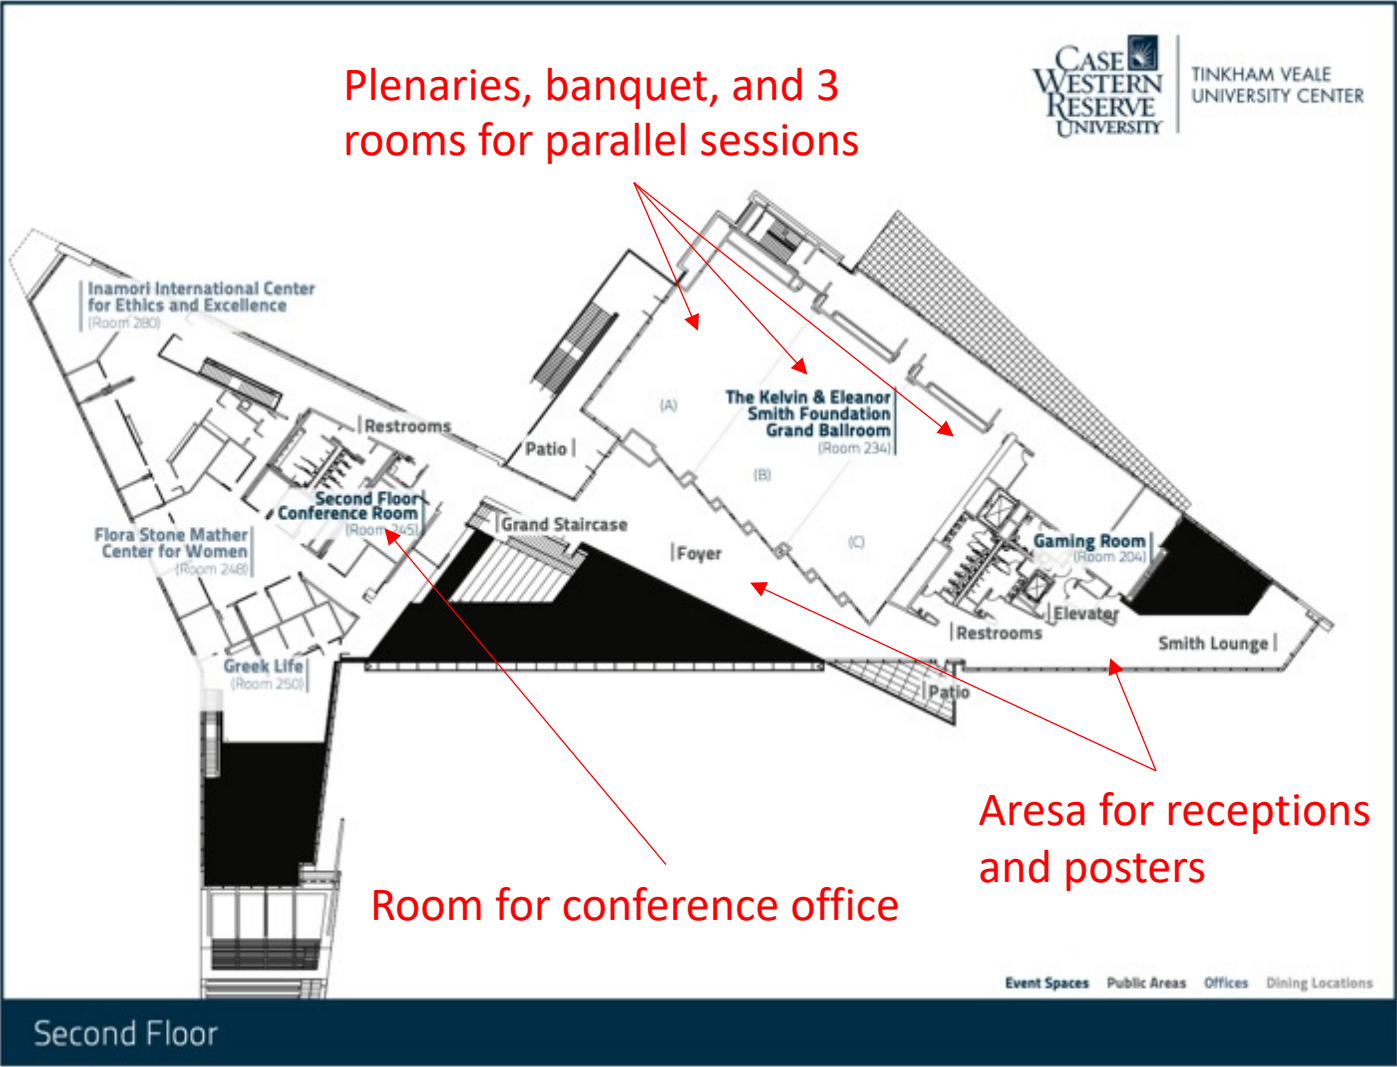 Plenaries, banquet, and 3
rooms for parallel sessions
CASE
WESTERN
RESERVE
UNIVERSITY
TINKHAM VEALE
UNIVERSITY CENTER
Inamori International Center
for Ethics and Excellence
(Room 280)
Restrooms
Patio
(A)
The Kelvin & Eleanor
Smith Foundation
Grand Ballroom
(Room 234)
(B)
(C)
Second Floor
Conference Room
(Room 245)
Grand Staircase
Foyer
Flora Stone Mather
Center for Women
(Room 248)
Gaming Room
(Room 204)
Elevator
Restrooms
Smith Lounge
Greek Life
(Room 250)
Patio
Aresa for receptions
and posters
Room for conference office
Event Spaces Public Areas Offices Dining Locations
Second Floor